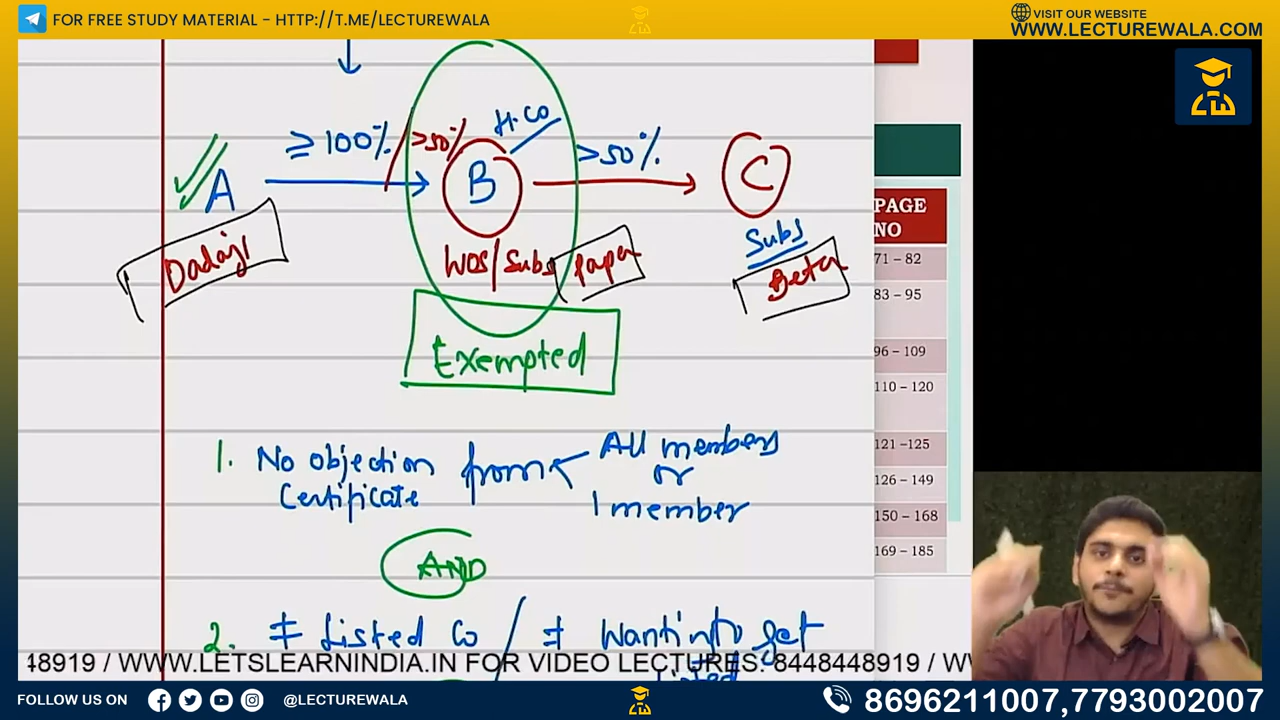 FOR FREE STUDY MATERIAL - HTTP://T.ME/LECTUREWALA
VISIT OUR WEBSITE
WWW.LECTUREWALA.COM
H.Co
≥ 100% / >50%
>50%
A
B
C
Dadaji
WOS/Subs
Papa
Subs
Beta
Exempted
1. No objection Certificate from All members
or
1 member
AND
2. ≠ Listed Co / ≠ Wantinto get
Listed
PAGE
NO
71 – 82
83 – 95
96 – 109
110 – 120
121 –125
126 – 149
150 – 168
169 – 185
48919 / WWW.LETSLEARNINDIA.IN FOR VIDEO LECTURES: 8448448919 / WW
FOLLOW US ON
@LECTUREWALA
8696211007,7793002007